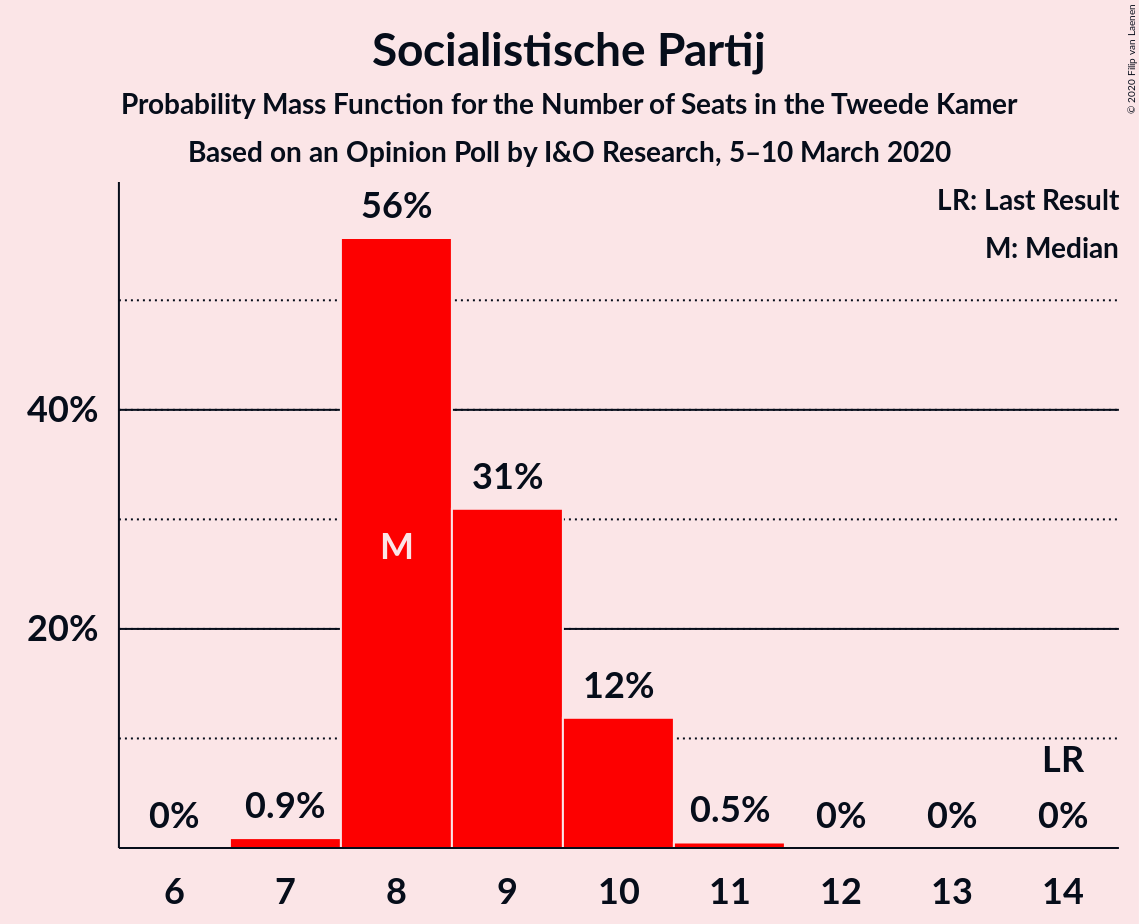 Socialistische Partij
Probability Mass Function for the Number of Seats in the Tweede Kamer
Based on an Opinion Poll by I&O Research, 5–10 March 2020
© 2020 Filip van Laenen
LR: Last Result
M: Median
56%
40%
31%
M
20%
12%
LR
0% 0.9% 0.5% 0% 0% 0%
6 7 8 9 10 11 12 13 14